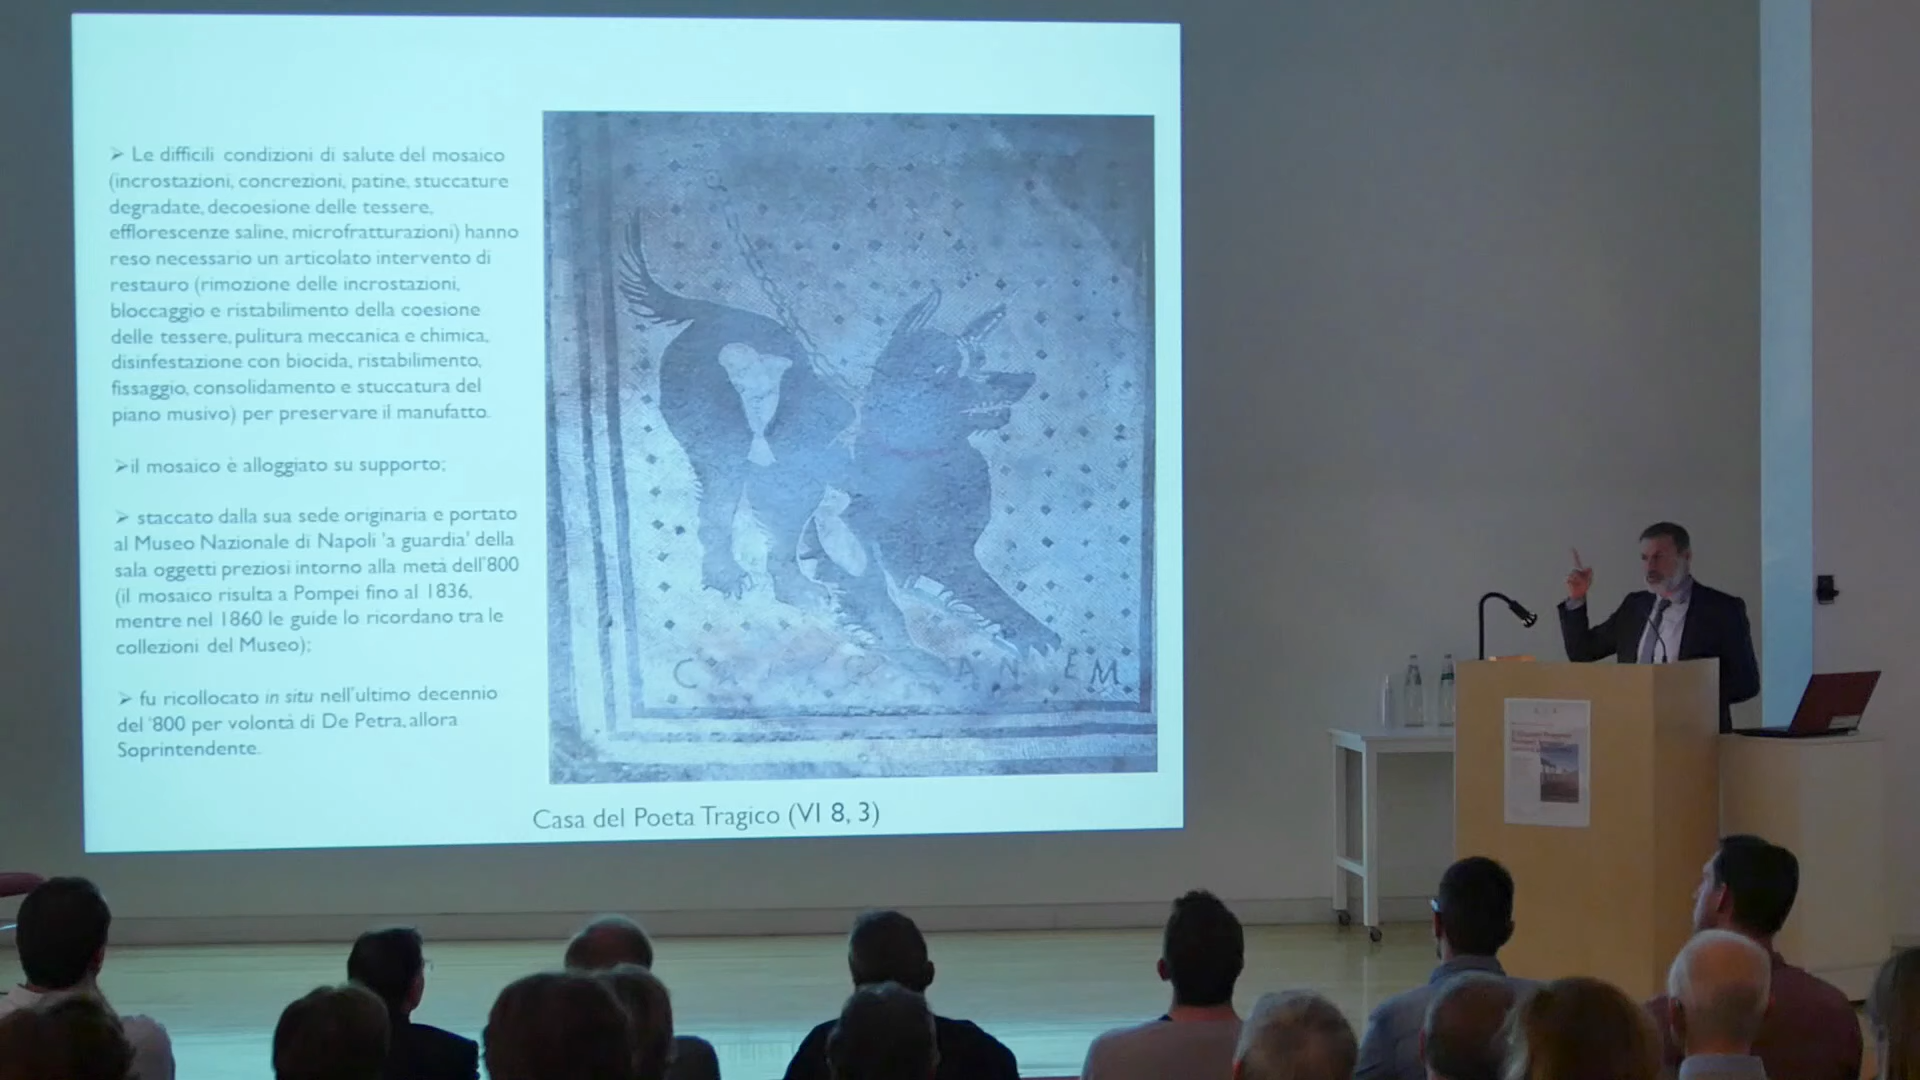 ➢ Le difficili condizioni di salute del mosaico
(incrostazioni, concrezioni, patine, stuccature
degradate, decoesione delle tessere,
efflorescenze saline, microfratturazioni) hanno
reso necessario un articolato intervento di
restauro (rimozione delle incrostazioni,
bloccaggio e ristabilimento della coesione
delle tessere, pulitura meccanica e chimica,
disinfestazione con biocida, ristabilimento,
fissaggio, consolidamento e stuccatura del
piano musivo) per preservare il manufatto.
➢il mosaico è alloggiato su supporto;
➢ staccato dalla sua sede originaria e portato
al Museo Nazionale di Napoli 'a guardia' della
sala oggetti preziosi intorno alla metà dell'800
(il mosaico risulta a Pompei fino al 1836,
mentre nel 1860 le guide lo ricordano tra le
collezioni del Museo);
➢ fu ricollocato in situ nell'ultimo decennio
del '800 per volontà di De Petra, allora
Soprintendente.
CANEM
Casa del Poeta Tragico (VI 8, 3)